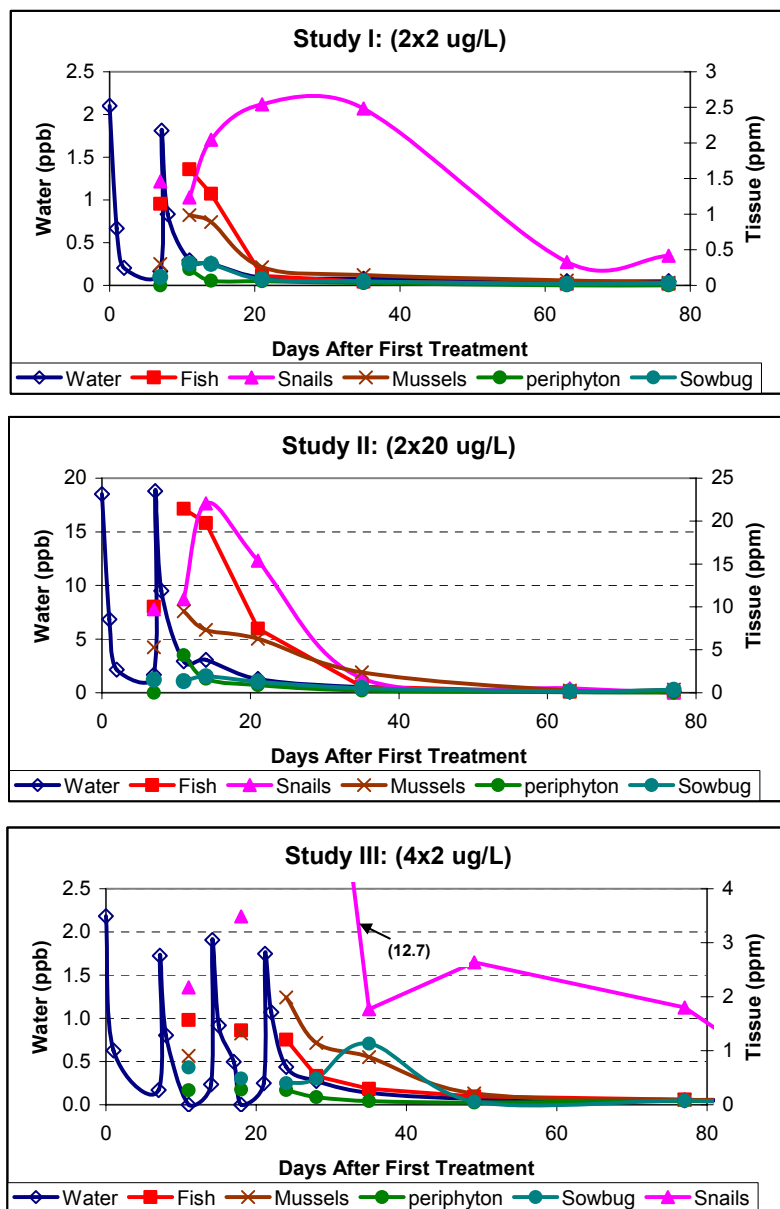 Study I: (2x2 ug/L)
Water (ppb)
2.5
2
1.5
1
0.5
0
Tissue (ppm)
3
2.5
2
1.5
1
0.5
0
0 20 40 60 80
Days After First Treatment
Water Fish Snails Mussels periphyton Sowbug
Study II: (2x20 ug/L)
Water (ppb)
20
15
10
5
0
Tissue (ppm)
25
20
15
10
5
0
0 20 40 60 80
Days After First Treatment
Water Fish Snails Mussels periphyton Sowbug
Study III: (4x2 ug/L)
Water (ppb)
2.5
2.0
1.5
1.0
0.5
0.0
(12.7)
Tissue (ppm)
4
3
2
1
0
0 20 40 60 80
Days After First Treatment
Water Fish Mussels periphyton Sowbug Snails